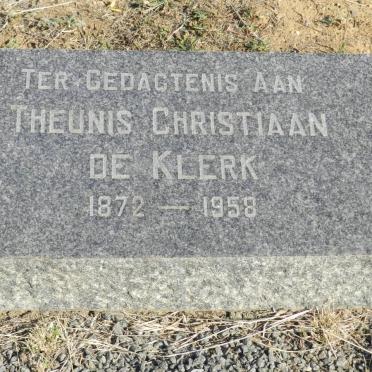 TER GEDAGTENIS AAN
THEUNIS CHRISTIAAN
DE KLERK
1872 — 1958